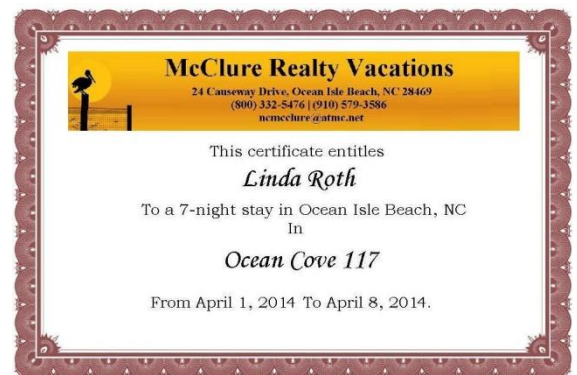 McClure Realty Vacations
24 Causeway Drive, Ocean Isle Beach, NC 28469
(800) 332-5476 | (910) 579-3586
ncmcclure@atmc.net
This certificate entitles
Linda Roth
To a 7-night stay in Ocean Isle Beach, NC
In
Ocean Cove 117
From April 1, 2014 To April 8, 2014.